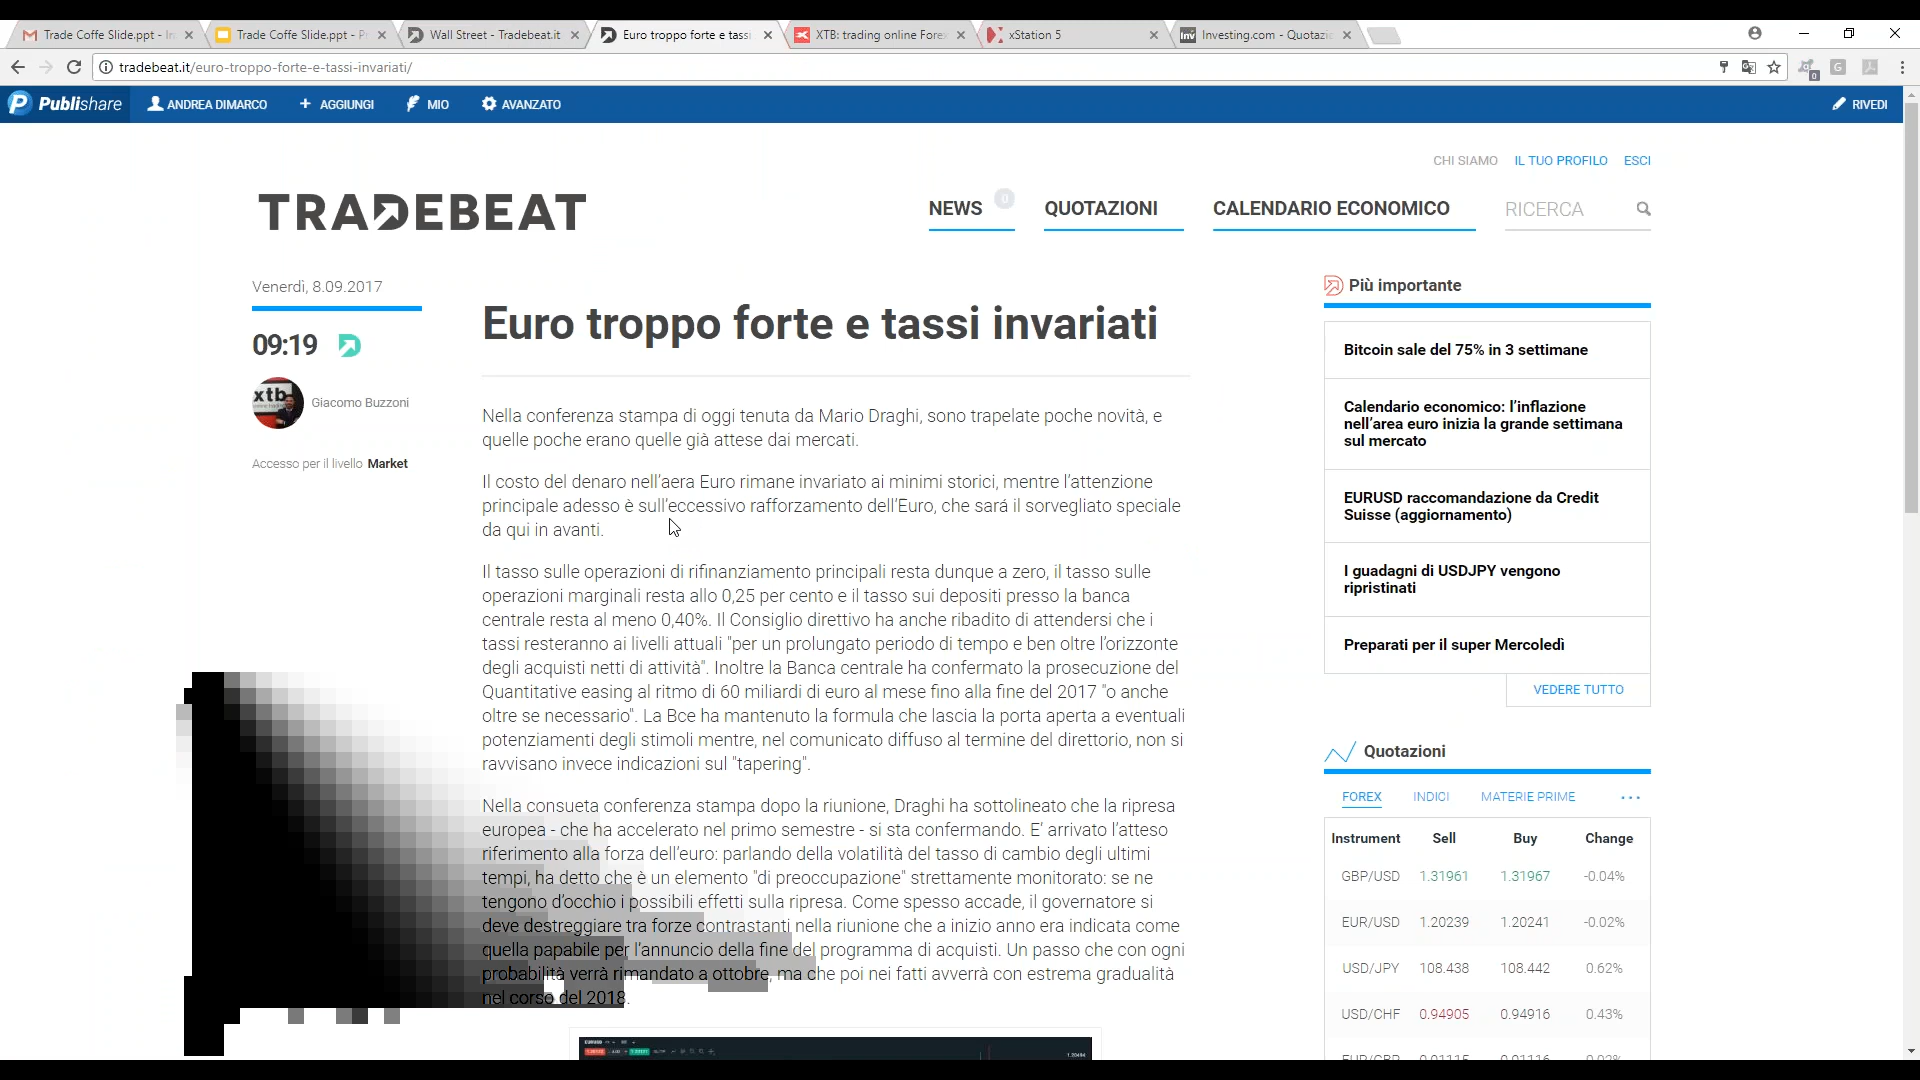 Trade Coffe Slide.ppt - In
Trade Coffe Slide.ppt - P
Wall Street - Tradebeat.it
Euro troppo forte e tassi
XTB: trading online Fore
xStation 5
Investing.com - Quotazi
tradebeat.it/euro-troppo-forte-e-tassi-invariati/
Publishare
ANDREA DIMARCO
+ AGGIUNGI
MIO
AVANZATO
RIVEDI
CHI SIAMO IL TUO PROFILO ESCI
TRADEBEAT
NEWS 0 QUOTAZIONI CALENDARIO ECONOMICO RICERCA
Venerdì, 8.09.2017
09:19
xtb
Giacomo Buzzoni
Accesso per il livello Market
Euro troppo forte e tassi invariati
Nella conferenza stampa di oggi tenuta da Mario Draghi, sono trapelate poche novità, e
quelle poche erano quelle già attese dai mercati.
Il costo del denaro nell'aera Euro rimane invariato ai minimi storici, mentre l'attenzione
principale adesso è sull'eccessivo rafforzamento dell'Euro, che sará il sorvegliato speciale
da qui in avanti.
Il tasso sulle operazioni di rifinanziamento principali resta dunque a zero, il tasso sulle
operazioni marginali resta allo 0,25 per cento e il tasso sui depositi presso la banca
centrale resta al meno 0,40%. Il Consiglio direttivo ha anche ribadito di attendersi che i
tassi resteranno ai livelli attuali "per un prolungato periodo di tempo e ben oltre l'orizzonte
degli acquisti netti di attività". Inoltre la Banca centrale ha confermato la prosecuzione del
Quantitative easing al ritmo di 60 miliardi di euro al mese fino alla fine del 2017 "o anche
oltre se necessario". La Bce ha mantenuto la formula che lascia la porta aperta a eventuali
potenziamenti degli stimoli mentre, nel comunicato diffuso al termine del direttorio, non si
ravvisano invece indicazioni sul "tapering".
Nella consueta conferenza stampa dopo la riunione, Draghi ha sottolineato che la ripresa
europea - che ha accelerato nel primo semestre - si sta confermando. E' arrivato l'atteso
riferimento alla forza dell'euro: parlando della volatilità del tasso di cambio degli ultimi
tempi, ha detto che è un elemento "di preoccupazione" strettamente monitorato: se ne
tengono d'occhio i possibili effetti sulla ripresa. Come spesso accade, il governatore si
deve destreggiare tra forze contrastanti nella riunione che a inizio anno era indicata come
quella papabile per l'annuncio della fine del programma di acquisti. Un passo che con ogni
probabilità verrà rimandato a ottobre, ma che poi nei fatti avverrà con estrema gradualità
nel corso del 2018.
Più importante
Bitcoin sale del 75% in 3 settimane
Calendario economico: l'inflazione
nell'area euro inizia la grande settimana
sul mercato
EURUSD raccomandazione da Credit
Suisse (aggiornamento)
I guadagni di USDJPY vengono
ripristinati
Preparati per il super Mercoledì
VEDERE TUTTO
Quotazioni
FOREX INDICI MATERIE PRIME ...
Instrument Sell Buy Change
GBP/USD 1.31961 1.31967 -0.04%
EUR/USD 1.20239 1.20241 -0.02%
USD/JPY 108.438 108.442 0.62%
USD/CHF 0.94905 0.94916 0.43%